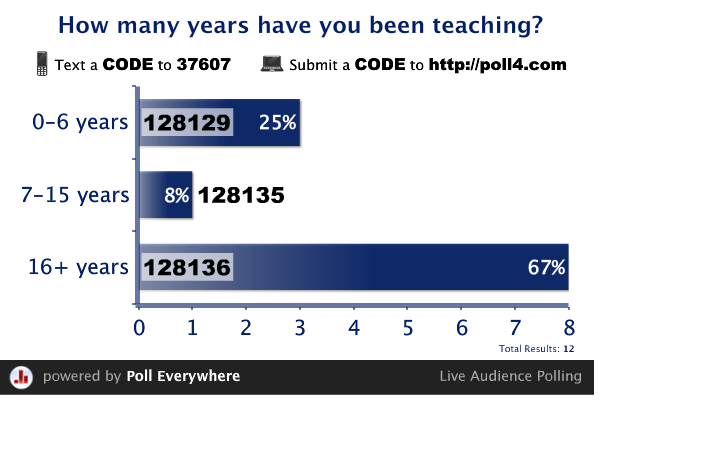 How many years have you been teaching?
Text a CODE to 37607 Submit a CODE to http://poll4.com
0-6 years 128129 25%
7-15 years 8% 128135
16+ years 128136 67%
0 1 2 3 4 5 6 7 8
Total Results: 12
powered by Poll Everywhere Live Audience Polling